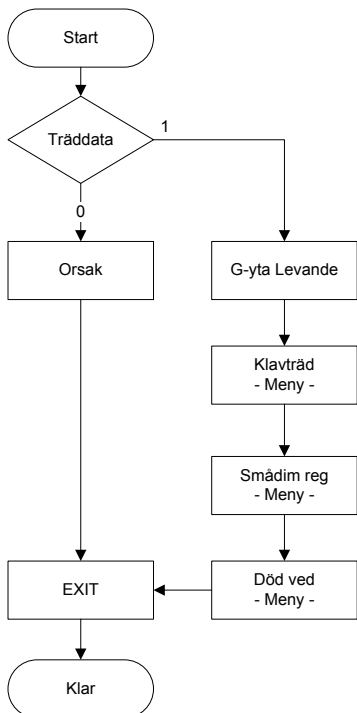 Start
Träddata
1
0
Orsak
G-yta Levande
Klavträd
- Meny -
Smådim reg
- Meny -
EXIT
Död ved
- Meny -
Klar